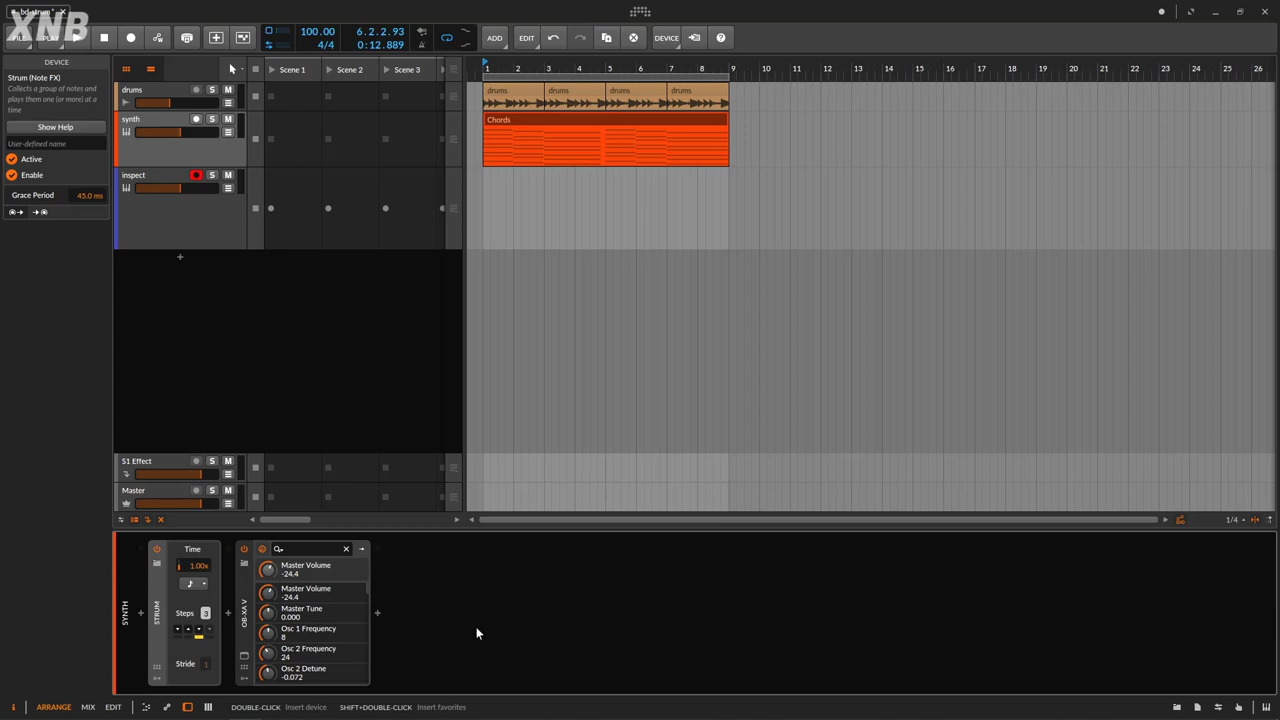 bd-strum*
XNB
FILE
PLAY
100.00
4/4
6.2.2.93
0:12.889
ADD
EDIT
DEVICE
DEVICE
Strum (Note FX)
Collects a group of notes and
plays them one (or more) at a
time
Show Help
User-defined name
Active
Enable
Grace Period
45.0 ms
Scene 1
Scene 2
Scene 3
drums
S
M
synth
S
M
inspect
S
M
+
S1 Effect
S
M
Master
S
M
1
2
3
4
5
6
7
8
9
10
11
12
13
14
15
16
17
18
19
20
21
22
23
24
25
26
drums
drums
drums
drums
Chords
1/4
SYNTH
STRUM
Time
1.00x
Steps
3
Stride
1
OB-XA V
Master Volume
-24.4
Master Volume
-24.4
Master Tune
0.000
Osc 1 Frequency
8
Osc 2 Frequency
24
Osc 2 Detune
-0.072
i
ARRANGE
MIX
EDIT
DOUBLE-CLICK
Insert device
SHIFT+DOUBLE-CLICK
Insert favorites